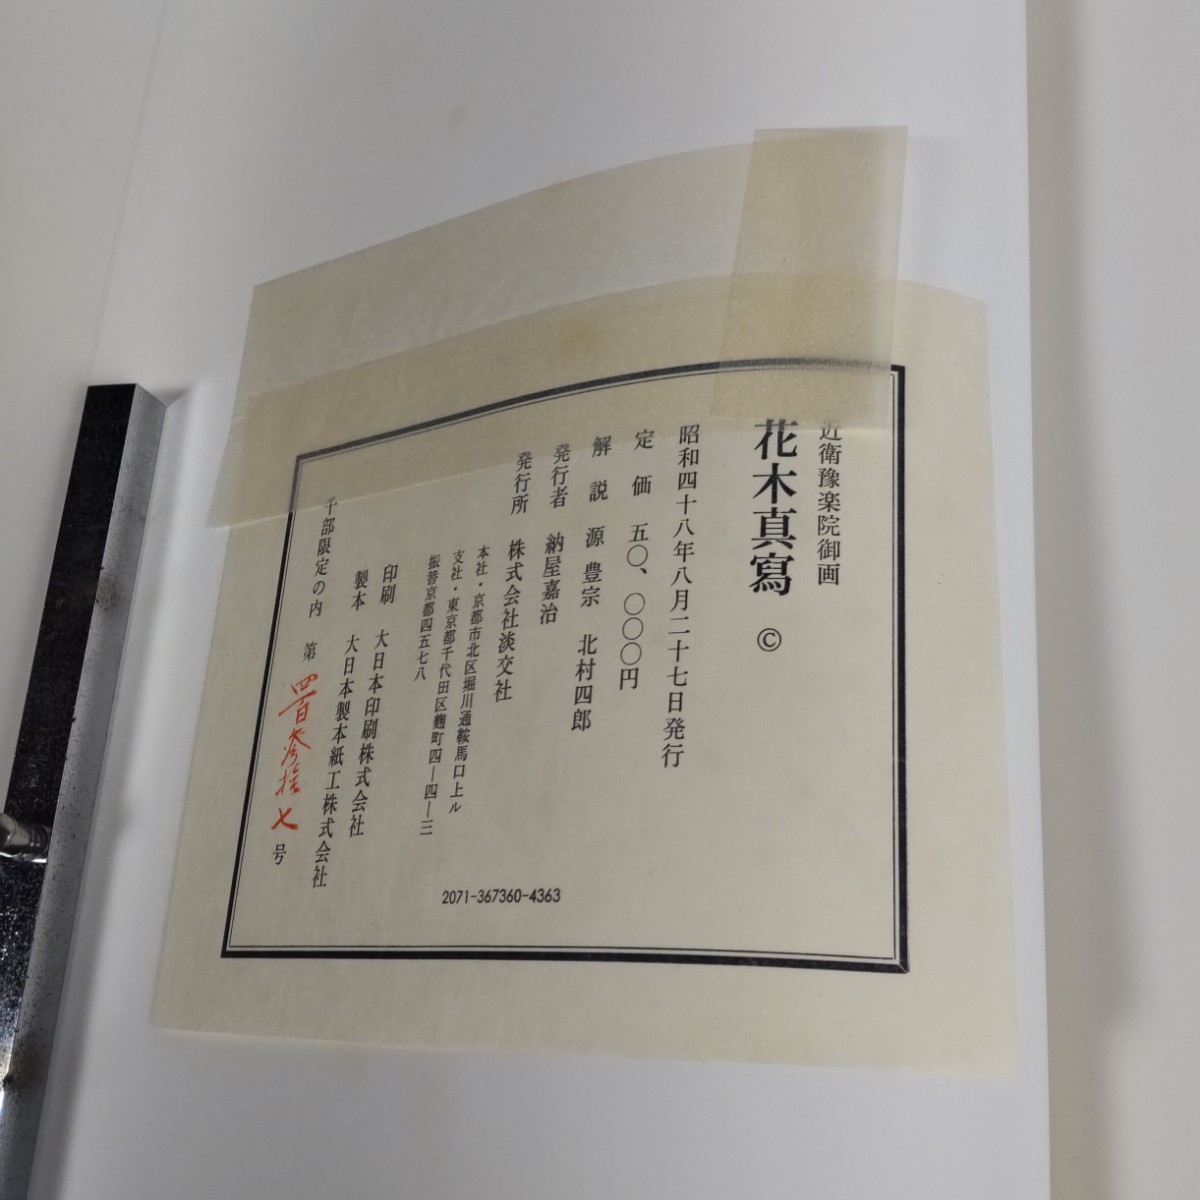 近衛豫楽院御画
花木真寫 ©
昭和四十八年八月二十七日発行
定価 五〇、〇〇〇円
解説 源 豊宗 北村四郎
発行者 納屋嘉治
発行所 株式会社淡交社
本社・京都市北区堀川通鞍馬口上ル
支社・東京都千代田区麹町四―四―三
振替京都四五七八
印刷 大日本印刷株式会社
製本 大日本製本紙工株式会社
千部限定の内 第四百参拾七号
2071-367360-4363